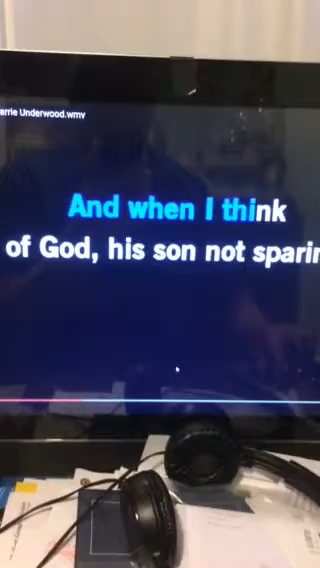 arrie Underwood.wmv
And when I think
of God, his son not sparin